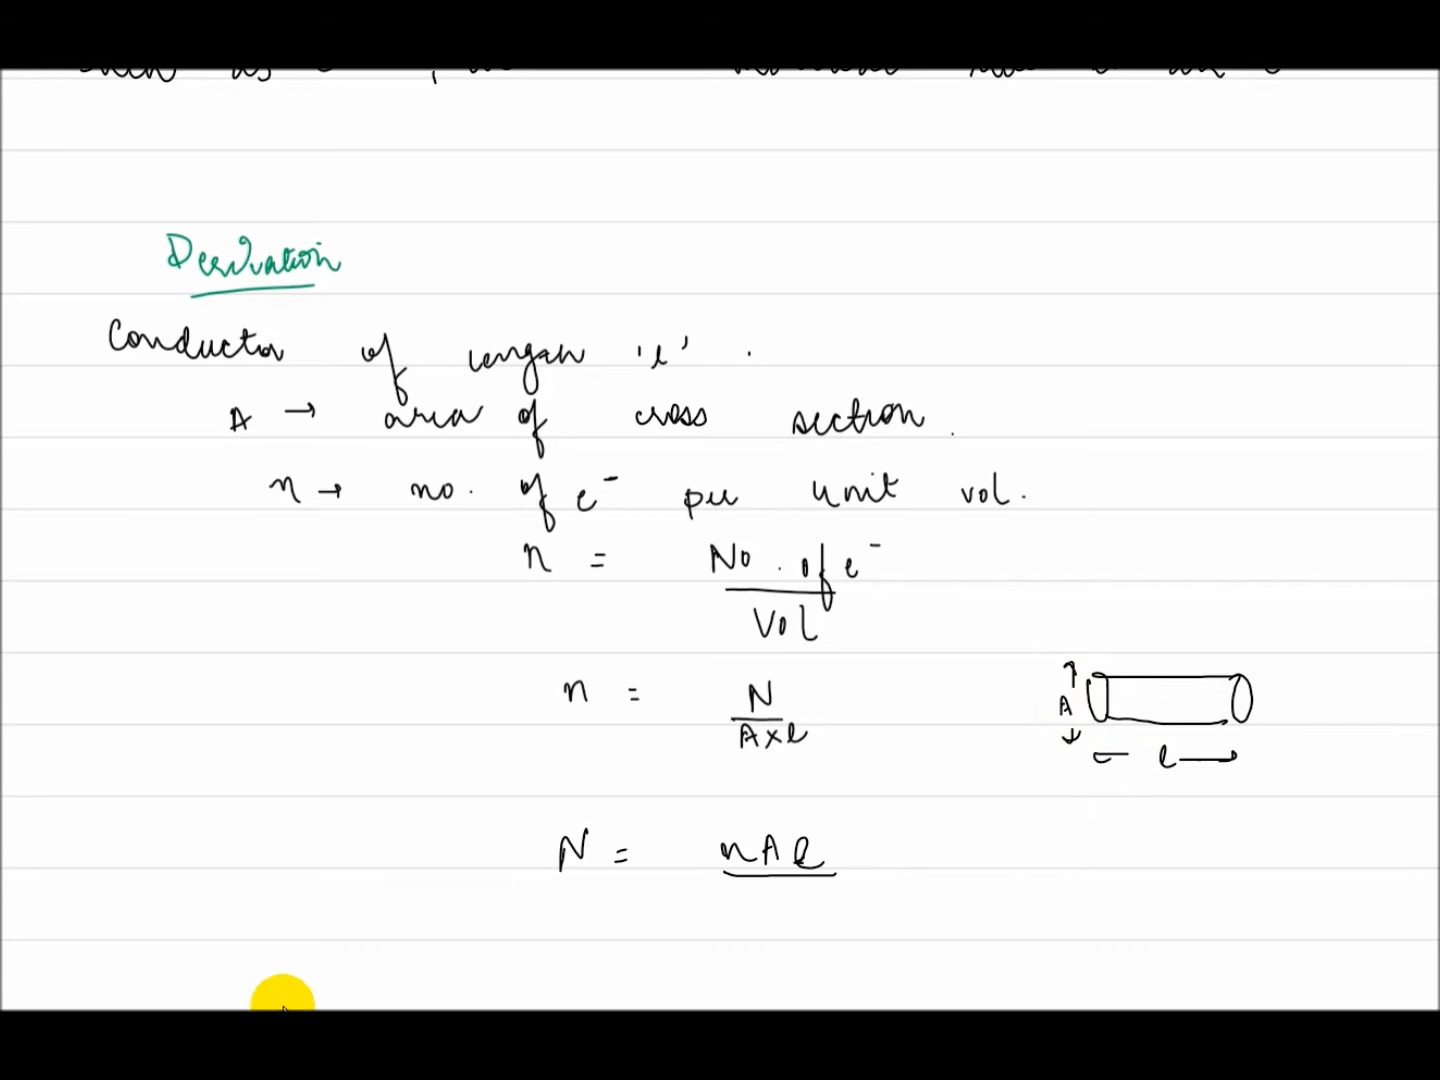 Derivation
Conductor of length 'l' .
A → area of cross section .
n → no. of e⁻ per unit vol.
n = No . of e⁻
Vol
n = N
A × l
A
l
N = nAl